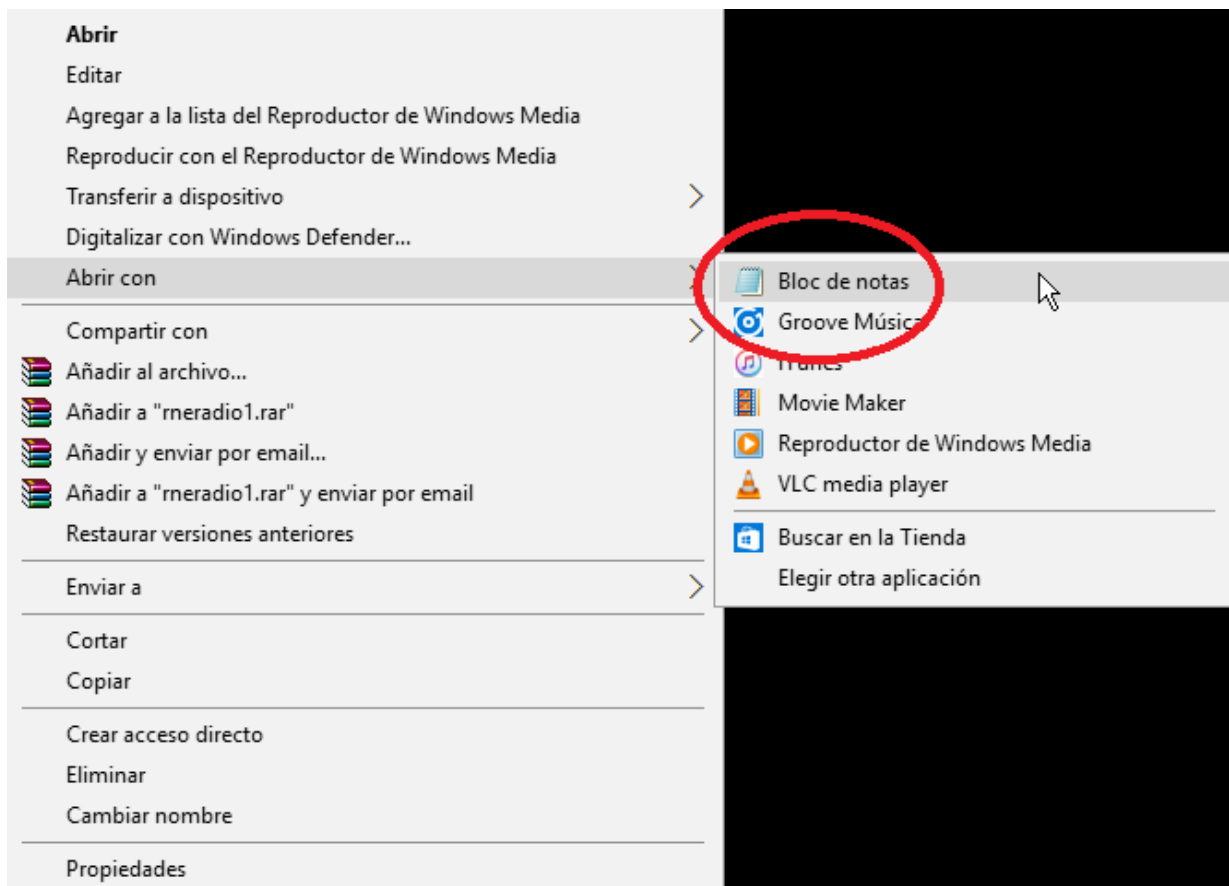 Abrir
Editar
Agregar a la lista del Reproductor de Windows Media
Reproducir con el Reproductor de Windows Media
Transferir a dispositivo
Digitalizar con Windows Defender...
Abrir con
Compartir con
Añadir al archivo...
Añadir a "rneradio1.rar"
Añadir y enviar por email...
Añadir a "rneradio1.rar" y enviar por email
Restaurar versiones anteriores
Enviar a
Cortar
Copiar
Crear acceso directo
Eliminar
Cambiar nombre
Propiedades
Bloc de notas
Groove Música
iTunes
Movie Maker
Reproductor de Windows Media
VLC media player
Buscar en la Tienda
Elegir otra aplicación